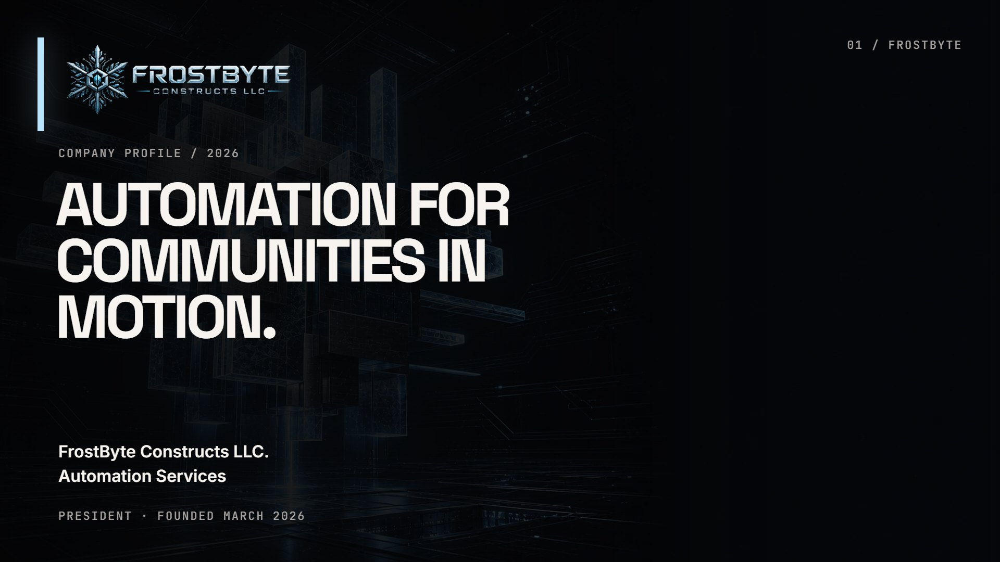 01 / FROSTBYTE
FROSTBYTE
CONSTRUCTS LLC
COMPANY PROFILE / 2026
AUTOMATION FOR
COMMUNITIES IN
MOTION.
FrostByte Constructs LLC.
Automation Services
PRESIDENT · FOUNDED MARCH 2026